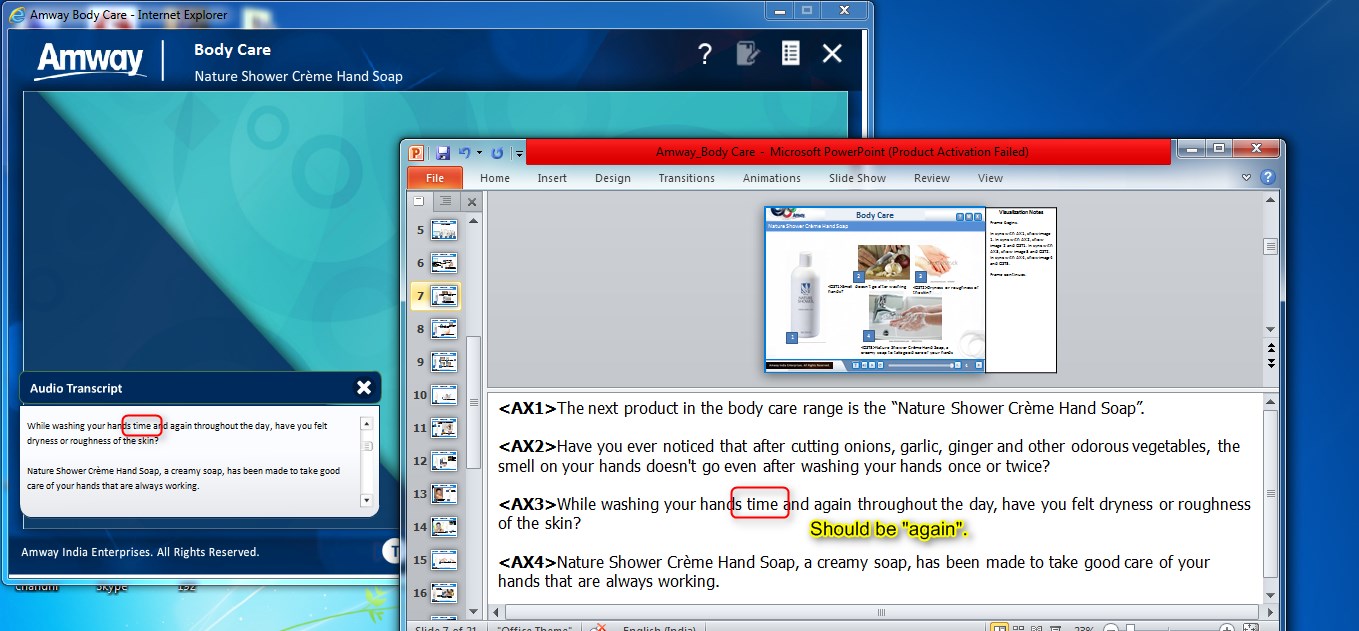 Amway Body Care - Internet Explorer
Amway
Body Care
Nature Shower Crème Hand Soap
?
Audio Transcript
While washing your hands time and again throughout the day, have you felt
dryness or roughness of the skin?
Nature Shower Crème Hand Soap, a creamy soap, has been made to take good
care of your hands that are always working.
Amway India Enterprises. All Rights Reserved.
T
Skype
192
Amway_Body Care - Microsoft PowerPoint (Product Activation Failed)
File Home Insert Design Transitions Animations Slide Show Review View
5
6
7
8
9
10
11
12
13
14
15
16
Body Care
Nature Shower Crème Hand Soap
1
2
3
4
Visualization Notes
<AX1>The next product in the body care range is the “Nature Shower Crème Hand Soap”.
<AX2>Have you ever noticed that after cutting onions, garlic, ginger and other odorous vegetables, the
smell on your hands doesn't go even after washing your hands once or twice?
<AX3>While washing your hands time and again throughout the day, have you felt dryness or roughness
of the skin?
Should be "again".
<AX4>Nature Shower Crème Hand Soap, a creamy soap, has been made to take good care of your
hands that are always working.
Slide 7 of 21 "Office Theme" English (India) 23%